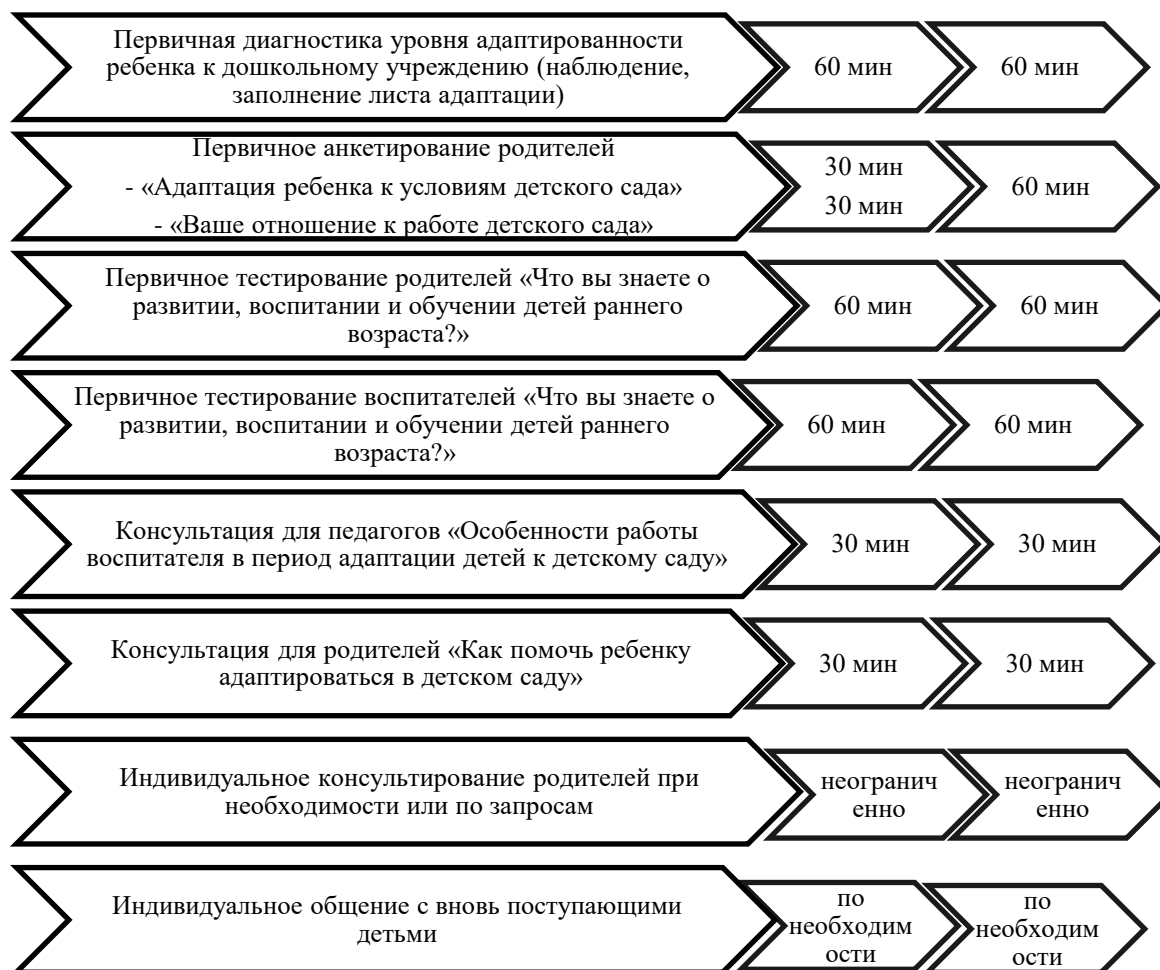 Первичная диагностика уровня адаптированности
ребенка к дошкольному учреждению (наблюдение,
заполнение листа адаптации)
60 мин
60 мин
Первичное анкетирование родителей
- «Адаптация ребенка к условиям детского сада»
- «Ваше отношение к работе детского сада»
30 мин
30 мин
60 мин
Первичное тестирование родителей «Что вы знаете о
развитии, воспитании и обучении детей раннего
возраста?»
60 мин
60 мин
Первичное тестирование воспитателей «Что вы знаете о
развитии, воспитании и обучении детей раннего
возраста?»
60 мин
60 мин
Консультация для педагогов «Особенности работы
воспитателя в период адаптации детей к детскому саду»
30 мин
30 мин
Консультация для родителей «Как помочь ребенку
адаптироваться в детском саду»
30 мин
30 мин
Индивидуальное консультирование родителей при
необходимости или по запросам
неогранич
енно
неогранич
енно
Индивидуальное общение с вновь поступающими
детьми
по
необходим
ости
по
необходим
ости